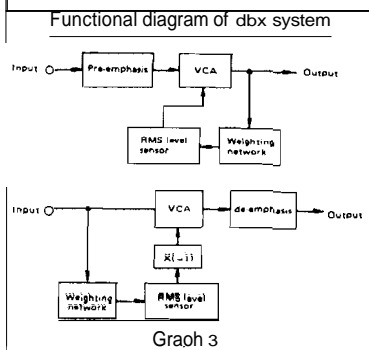 Functional diagram of dbx system
Input
Pre-emphasis
VCA
Output
RMS level
sensor
Weighting
network
Input
VCA
de-emphasis
Output
X(-1)
Weighting
network
RMS level
sensor
Graph 3